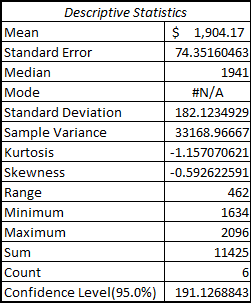 Descriptive Statistics
Mean $ 1,904.17
Standard Error 74.35160463
Median 1941
Mode #N/A
Standard Deviation 182.1234929
Sample Variance 33168.96667
Kurtosis -1.157070621
Skewness -0.592622591
Range 462
Minimum 1634
Maximum 2096
Sum 11425
Count 6
Confidence Level(95.0%) 191.1268843